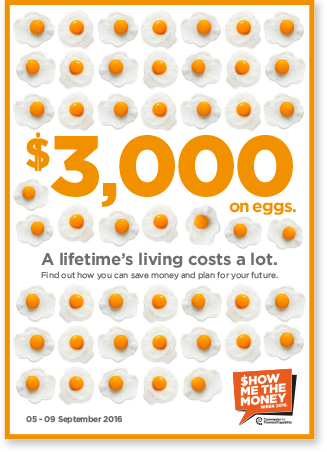 $3,000
on eggs.
A lifetime's living costs a lot.
Find out how you can save money and plan for your future.
$HOW
ME THE
MONEY
WEEK 2016
05 - 09 September 2016
Commission for
Financial Capability